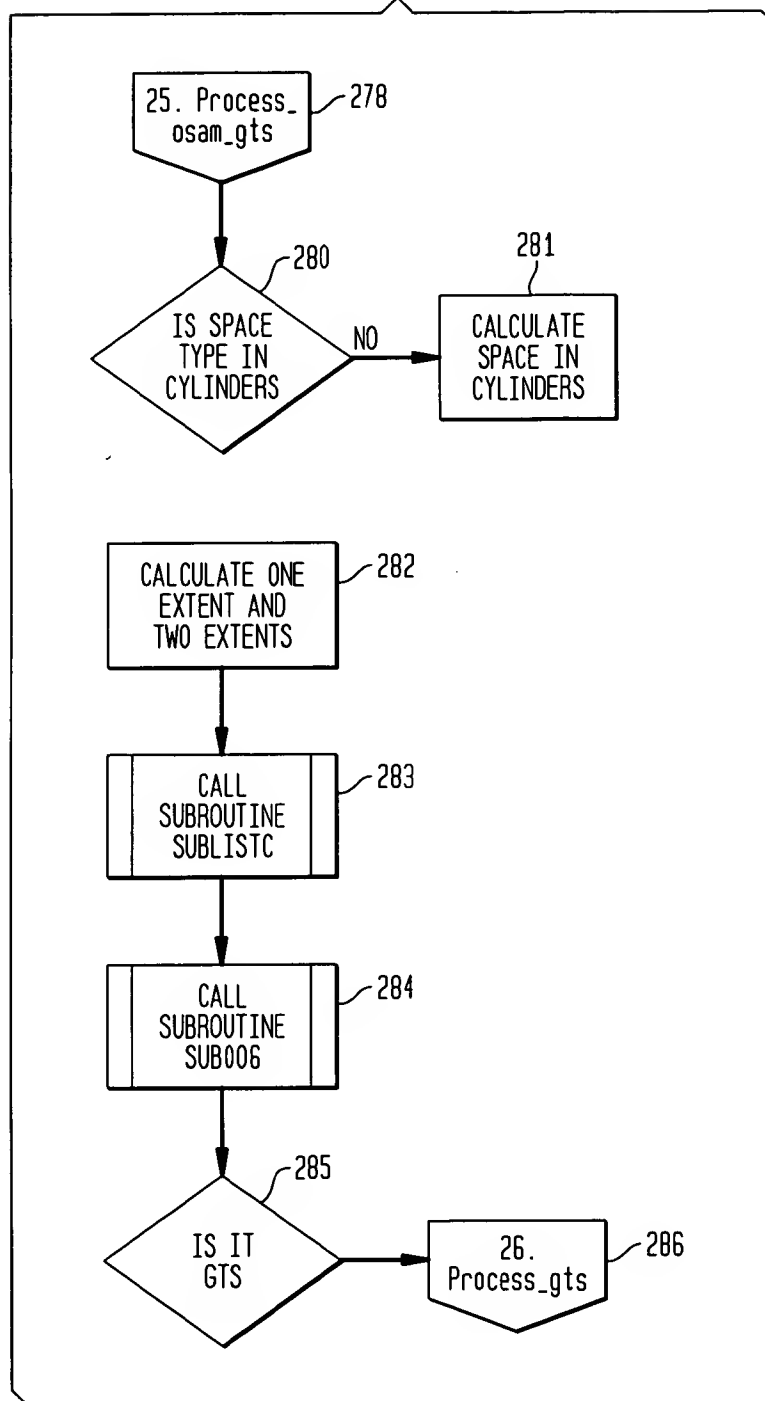 25. Process_
osam_gts
278
280
IS SPACE
TYPE IN
CYLINDERS
NO
281
CALCULATE
SPACE IN
CYLINDERS
282
CALCULATE ONE
EXTENT AND
TWO EXTENTS
283
CALL
SUBROUTINE
SUBLISTC
284
CALL
SUBROUTINE
SUB006
285
IS IT
GTS
26.
Process_gts
286